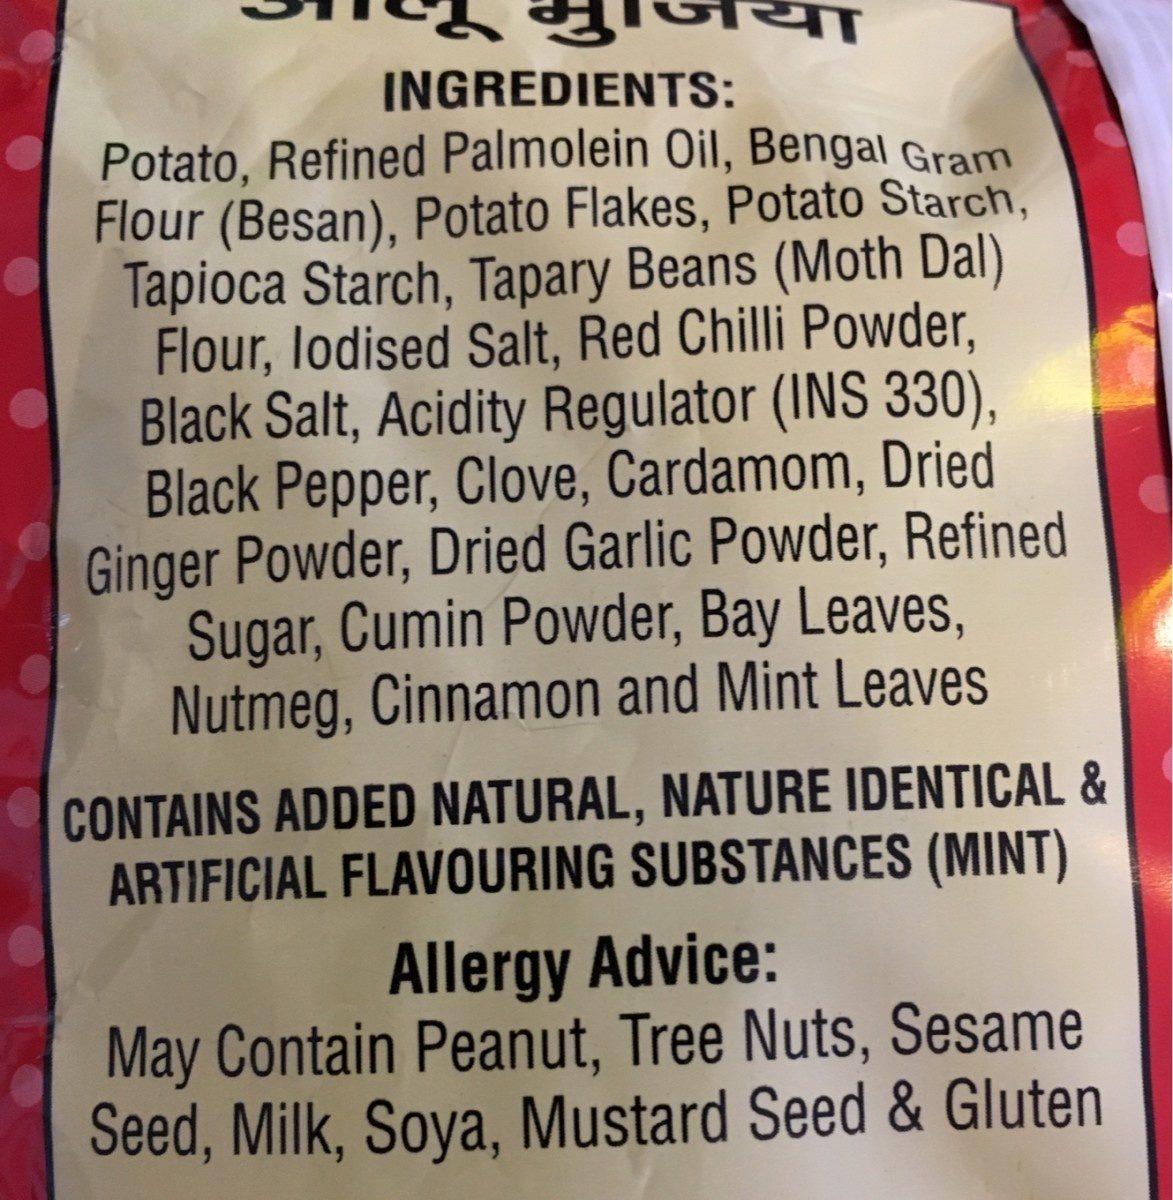 आलू भुजिया
INGREDIENTS:
Potato, Refined Palmolein Oil, Bengal Gram
Flour (Besan), Potato Flakes, Potato Starch,
Tapioca Starch, Tapary Beans (Moth Dal)
Flour, Iodised Salt, Red Chilli Powder,
Black Salt, Acidity Regulator (INS 330),
Black Pepper, Clove, Cardamom, Dried
Ginger Powder, Dried Garlic Powder, Refined
Sugar, Cumin Powder, Bay Leaves,
Nutmeg, Cinnamon and Mint Leaves
CONTAINS ADDED NATURAL, NATURE IDENTICAL &
ARTIFICIAL FLAVOURING SUBSTANCES (MINT)
Allergy Advice:
May Contain Peanut, Tree Nuts, Sesame
Seed, Milk, Soya, Mustard Seed & Gluten